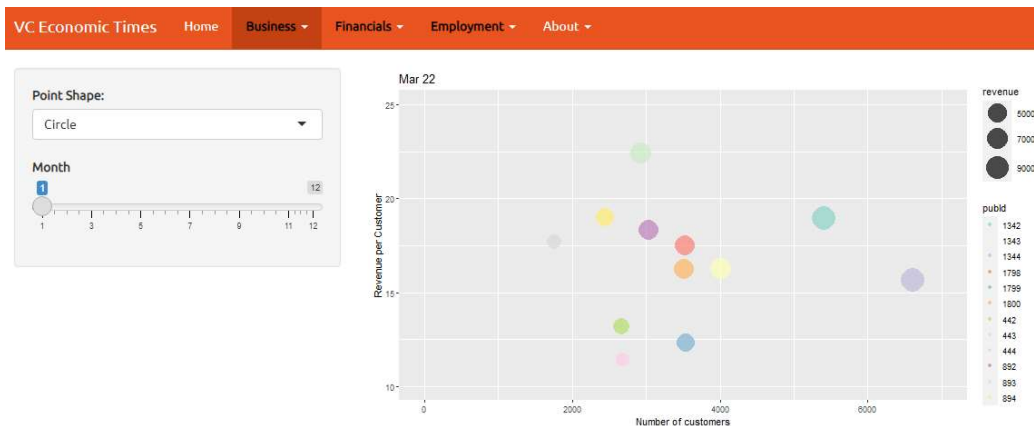 VC Economic Times Home Business Financials Employment About
Point Shape:
Circle
Month
1
12
1 3 5 7 9 11 12
Mar 22
25
20
15
10
Revenue per Customer
0 2000 4000 6000
Number of customers
revenue
5000
7000
9000
pubId
1342
1343
1344
1798
1799
1800
442
443
444
892
893
894